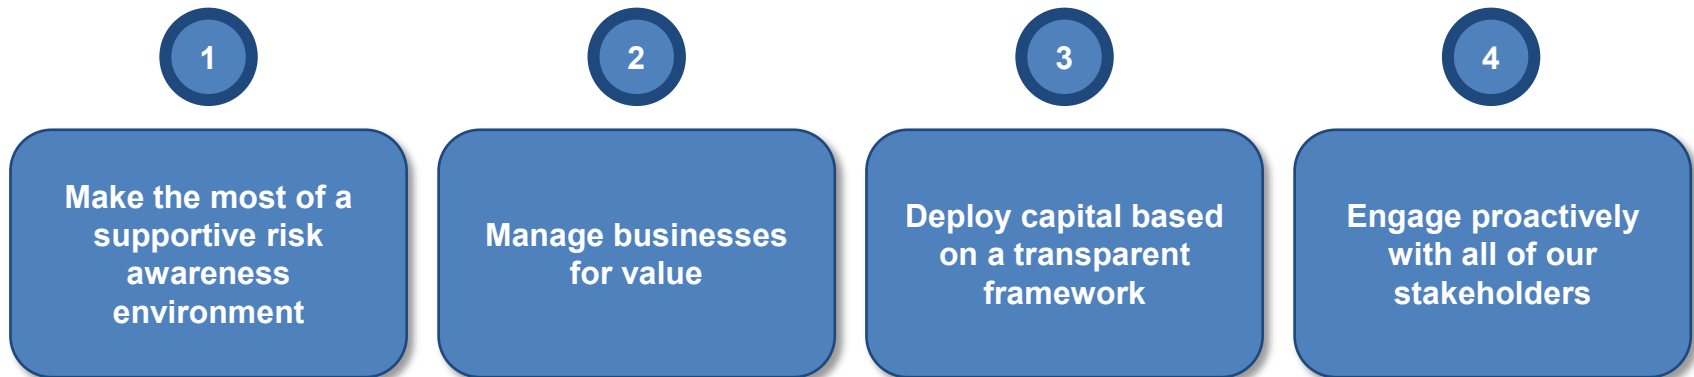 1
Make the most of a
supportive risk
awareness
environment
2
Manage businesses
for value
3
Deploy capital based
on a transparent
framework
4
Engage proactively
with all of our
stakeholders